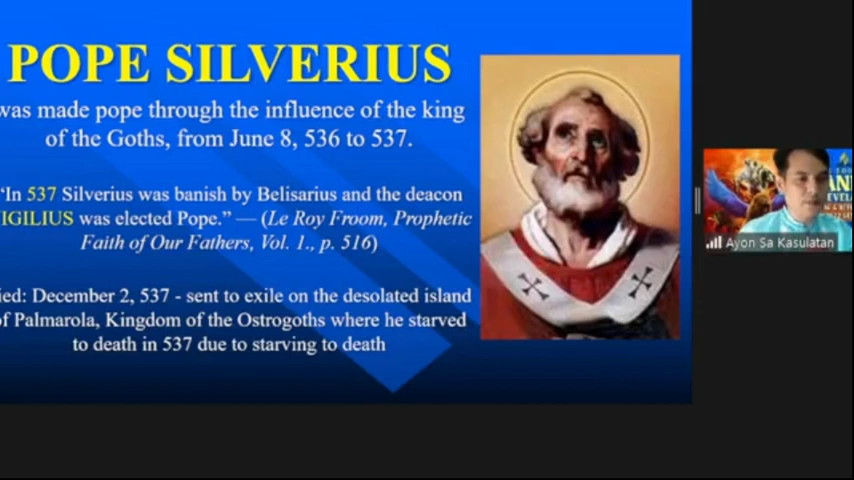 POPE SILVERIUS
was made pope through the influence of the king
of the Goths, from June 8, 536 to 537.
“In 537 Silverius was banish by Belisarius and the deacon
IGILIUS was elected Pope.” — (Le Roy Froom, Prophetic
Faith of Our Fathers, Vol. 1., p. 516)
ied: December 2, 537 - sent to exile on the desolated island
of Palmarola, Kingdom of the Ostrogoths where he starved
to death in 537 due to starving to death
Ayon Sa Kasulatan